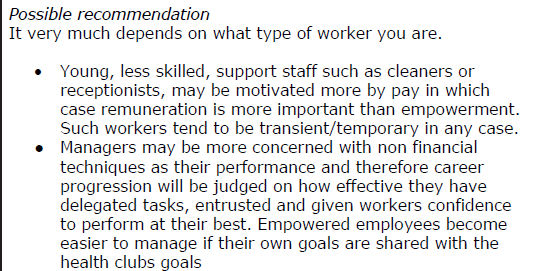 Possible recommendation
It very much depends on what type of worker you are.
• Young, less skilled, support staff such as cleaners or
receptionists, may be motivated more by pay in which
case remuneration is more important than empowerment.
Such workers tend to be transient/temporary in any case.
• Managers may be more concerned with non financial
techniques as their performance and therefore career
progression will be judged on how effective they have
delegated tasks, entrusted and given workers confidence
to perform at their best. Empowered employees become
easier to manage if their own goals are shared with the
health clubs goals